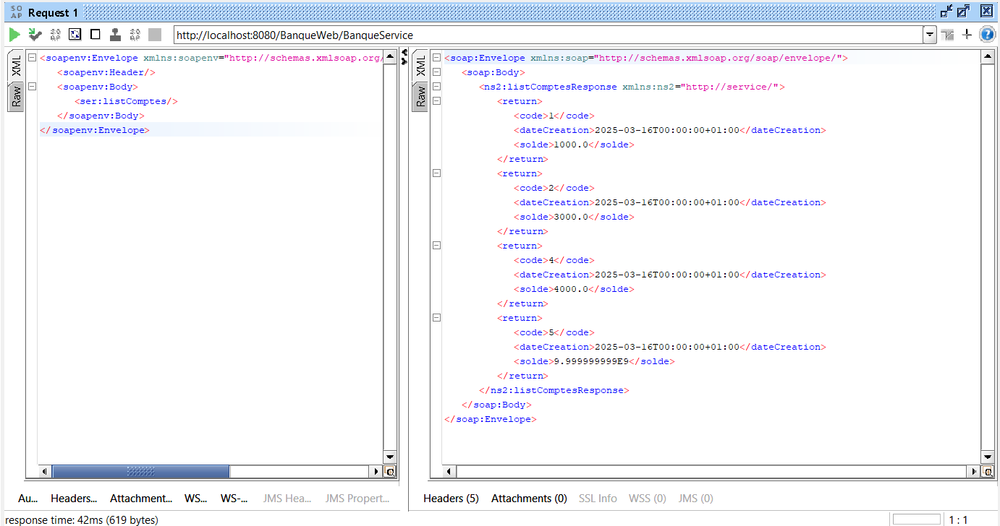 SO AP Request 1
http://localhost:8080/BanqueWeb/BanqueService
XML
Raw
<soapenv:Envelope xmlns:soapenv="http://schemas.xmlsoap.org/
<soapenv:Header/>
<soapenv:Body>
<ser:listComptes/>
</soapenv:Body>
</soapenv:Envelope>
XML
Raw
<soap:Envelope xmlns:soap="http://schemas.xmlsoap.org/soap/envelope/">
<soap:Body>
<ns2:listComptesResponse xmlns:ns2="http://service/">
<return>
<code>1</code>
<dateCreation>2025-03-16T00:00:00+01:00</dateCreation>
<solde>1000.0</solde>
</return>
<return>
<code>2</code>
<dateCreation>2025-03-16T00:00:00+01:00</dateCreation>
<solde>3000.0</solde>
</return>
<return>
<code>4</code>
<dateCreation>2025-03-16T00:00:00+01:00</dateCreation>
<solde>4000.0</solde>
</return>
<return>
<code>5</code>
<dateCreation>2025-03-16T00:00:00+01:00</dateCreation>
<solde>9.999999999E9</solde>
</return>
</ns2:listComptesResponse>
</soap:Body>
</soap:Envelope>
Au... Headers... Attachment... WS... WS-... JMS Hea... JMS Propert...
Headers (5) Attachments (0) SSL Info WSS (0) JMS (0)
response time: 42ms (619 bytes)
1 : 1